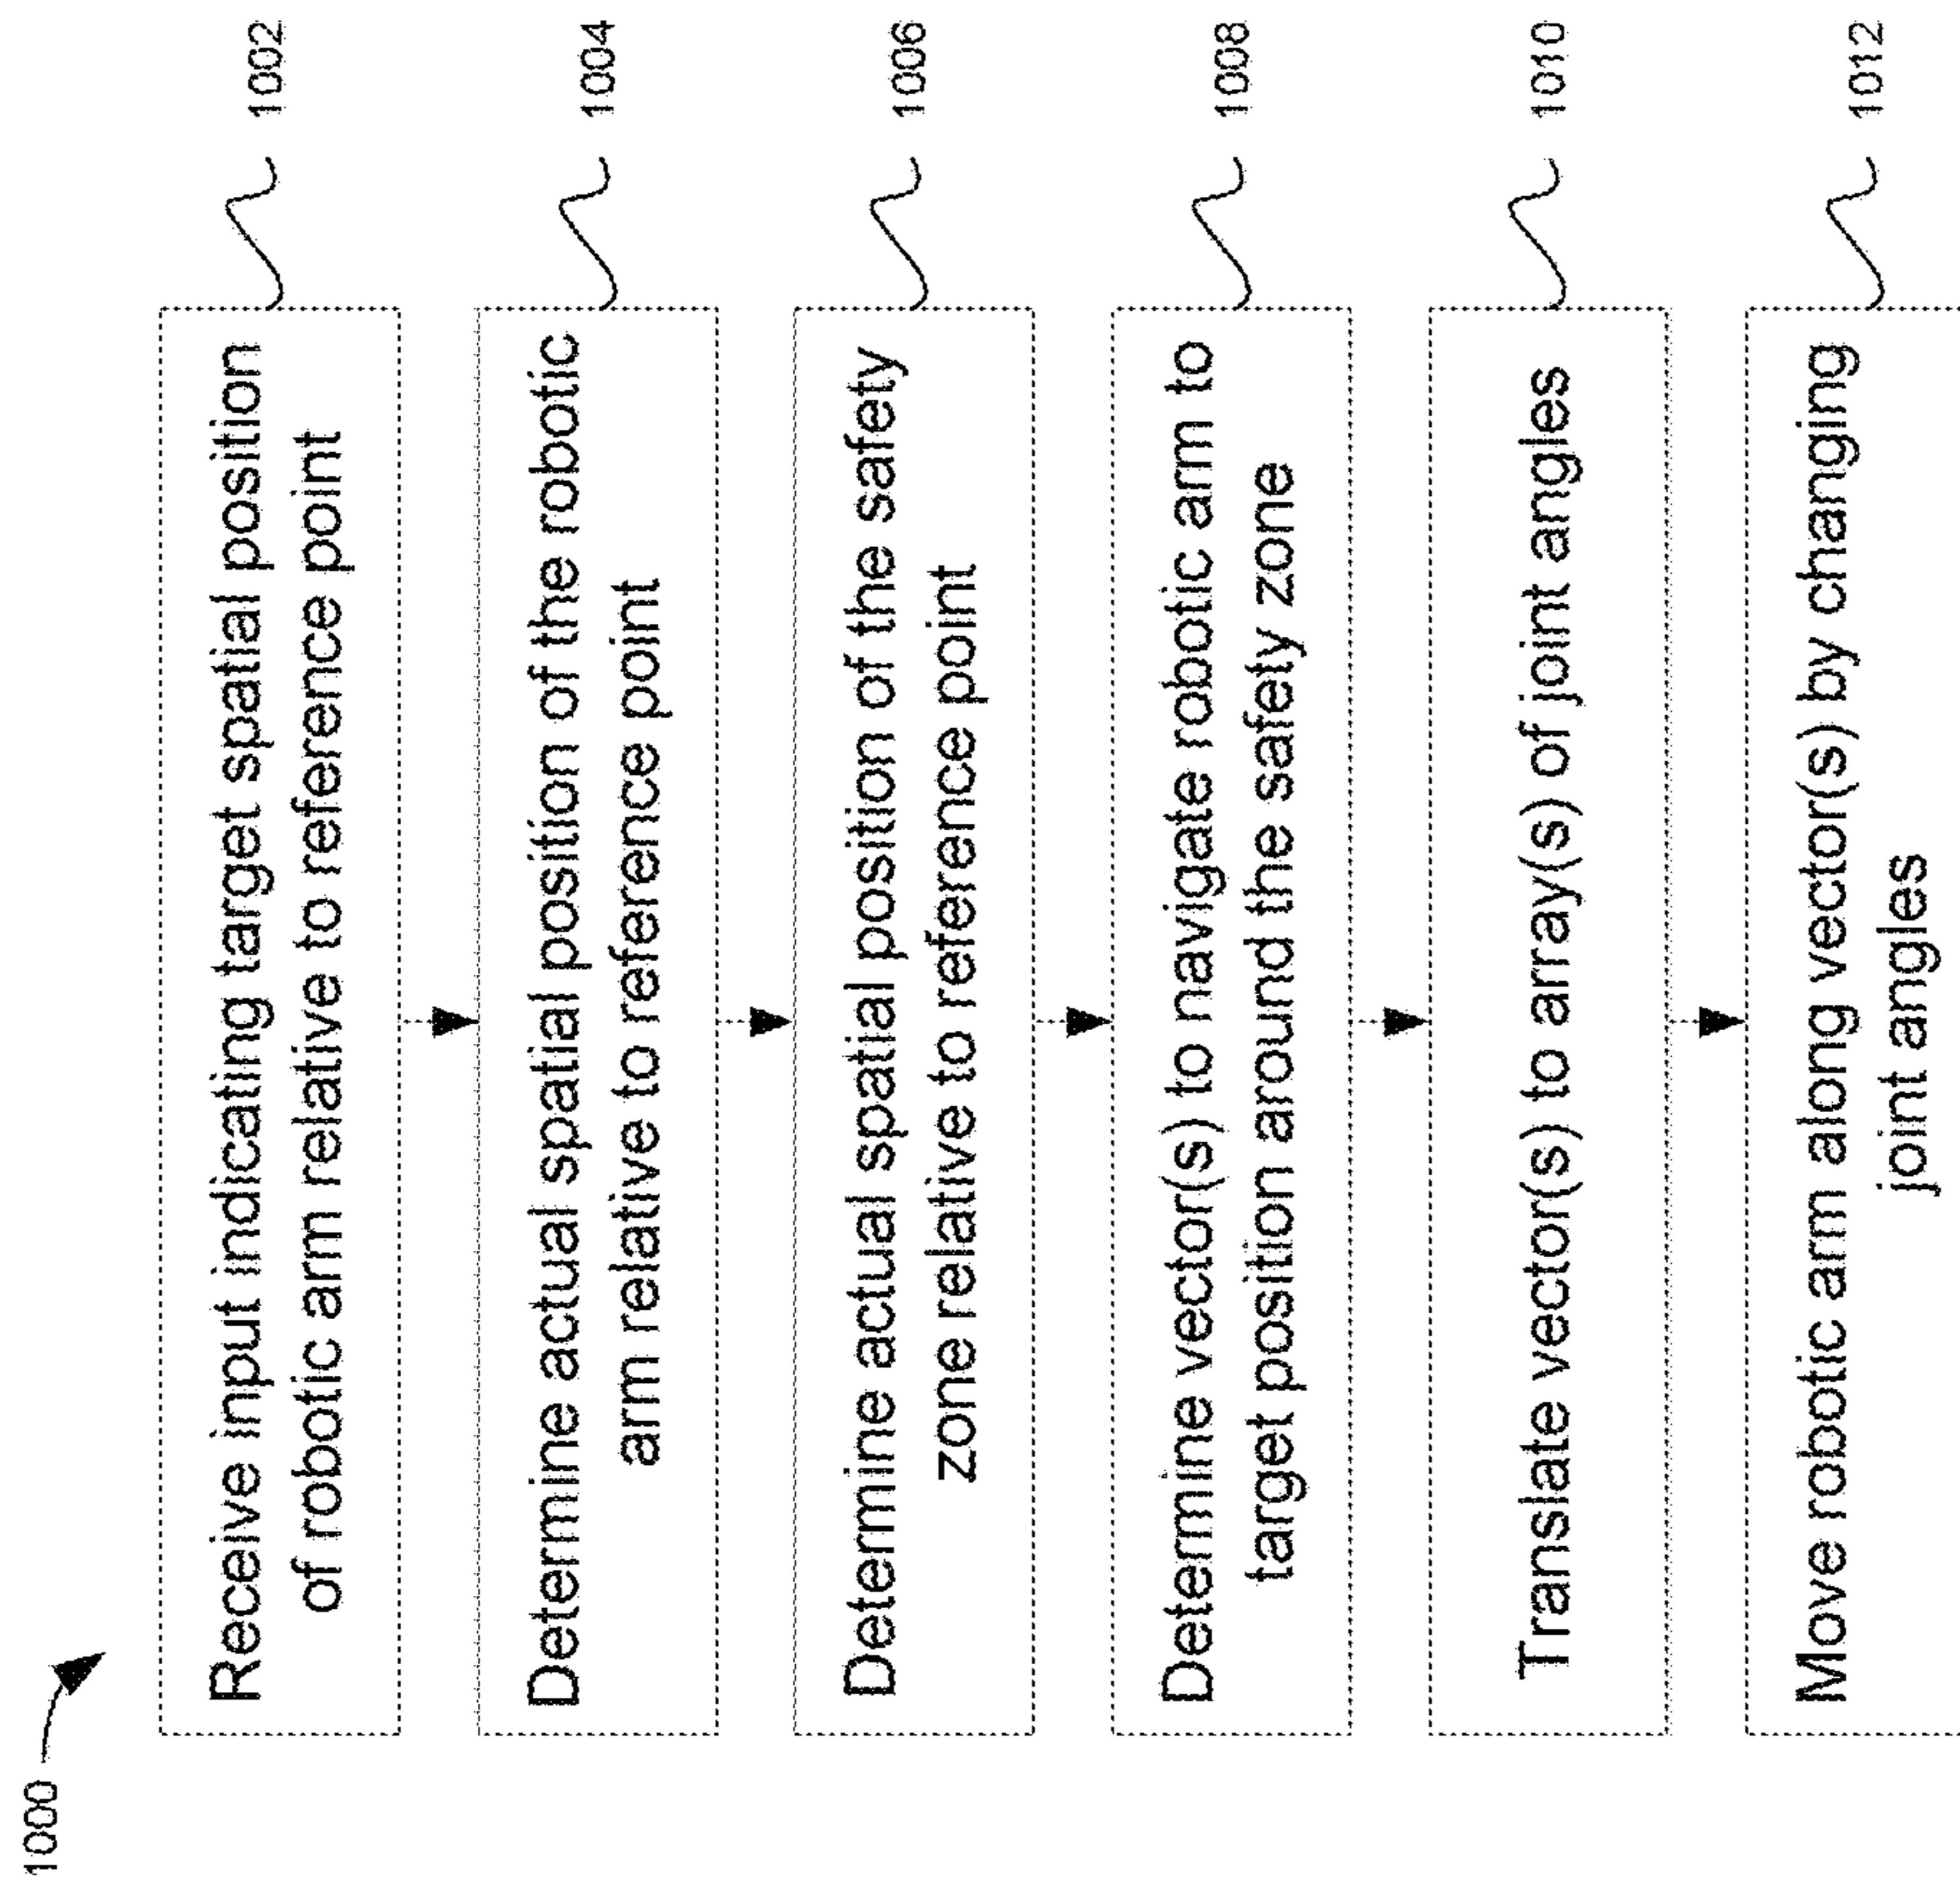 1000
Receive input indicating target spatial position
of robotic arm relative to reference point
1002
Determine actual spatial position of the robotic
arm relative to reference point
1004
Determine actual spatial position of the safety
zone relative to reference point
1006
Determine vector(s) to navigate robotic arm to
target position around the safety zone
1008
Translate vector(s) to array(s) of joint angles
1010
Move robotic arm along vector(s) by changing
joint angles
1012